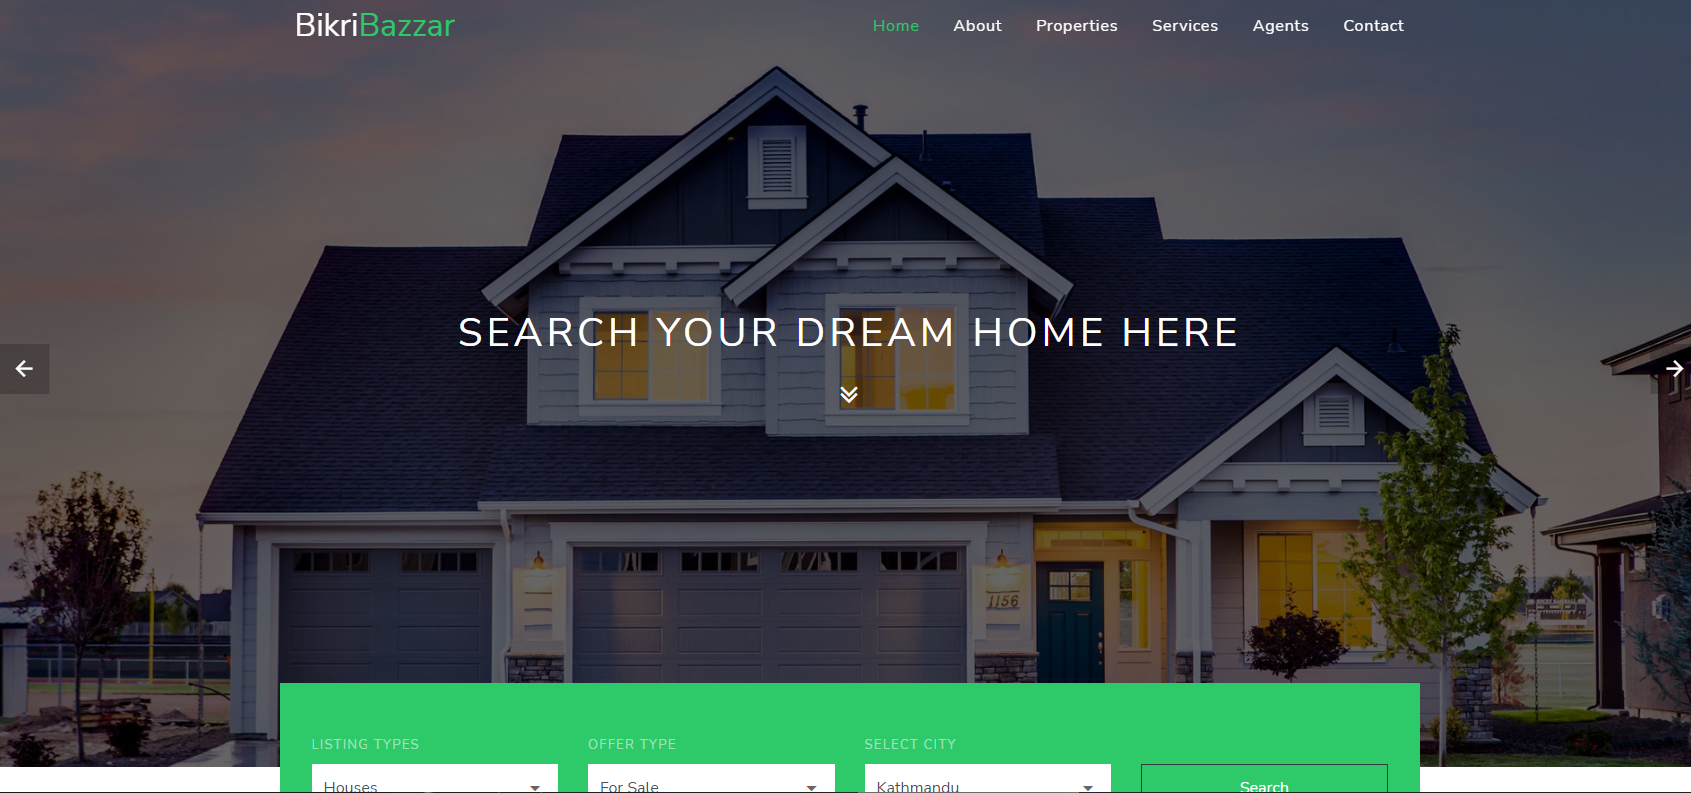 BikriBazzar
Home About Properties Services Agents Contact
SEARCH YOUR DREAM HOME HERE
1156
LISTING TYPES OFFER TYPE SELECT CITY
Houses For Sale Kathmandu Search